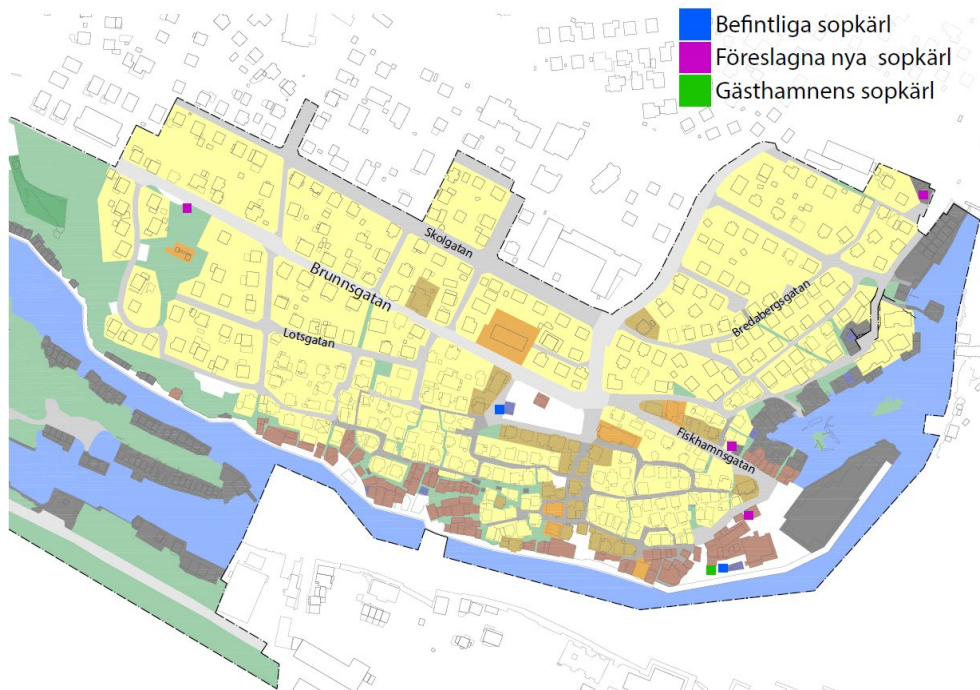 Befintliga sopkärl
Föreslagna nya sopkärl
Gästhamnens sopkärl
Skolgatan
Brunnsgatan
Lotsgatan
Bredabergsgatan
Fiskhamnsgatan